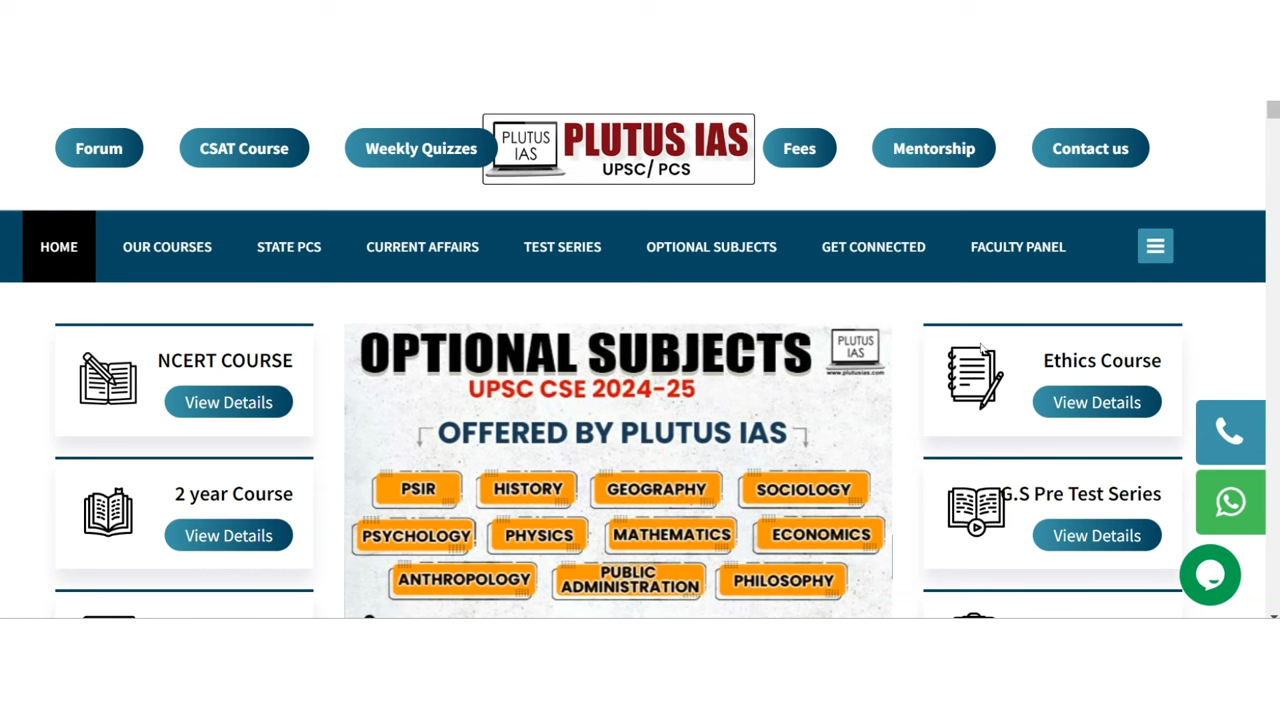 Forum
CSAT Course
Weekly Quizzes
PLUTUS
IAS
PLUTUS IAS
UPSC/ PCS
Fees
Mentorship
Contact us
HOME
OUR COURSES
STATE PCS
CURRENT AFFAIRS
TEST SERIES
OPTIONAL SUBJECTS
GET CONNECTED
FACULTY PANEL
NCERT COURSE
View Details
2 year Course
View Details
OPTIONAL SUBJECTS
PLUTUS
IAS
www.plutusias.com
UPSC CSE 2024-25
OFFERED BY PLUTUS IAS
PSIR
HISTORY
GEOGRAPHY
SOCIOLOGY
PSYCHOLOGY
PHYSICS
MATHEMATICS
ECONOMICS
ANTHROPOLOGY
PUBLIC
ADMINISTRATION
PHILOSOPHY
Ethics Course
View Details
G.S Pre Test Series
View Details